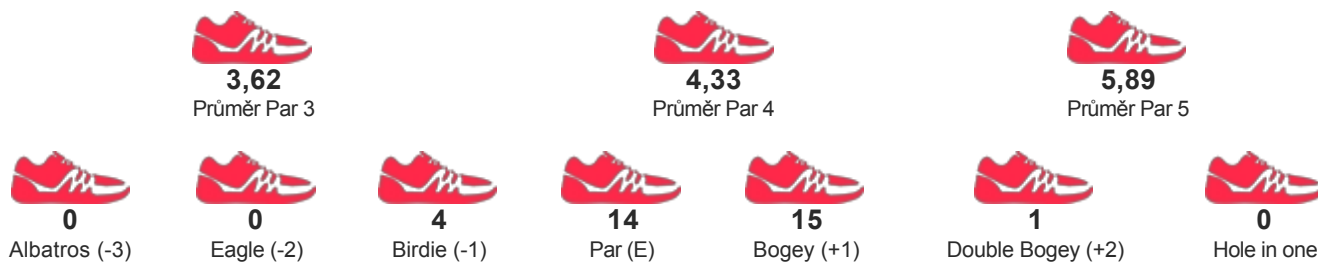 3,62 4,33 5,89
Průměr Par 3 Průměr Par 4 Průměr Par 5
0 0 4 14 15 1 0
Albatros (-3) Eagle (-2) Birdie (-1) Par (E) Bogey (+1) Double Bogey (+2) Hole in one